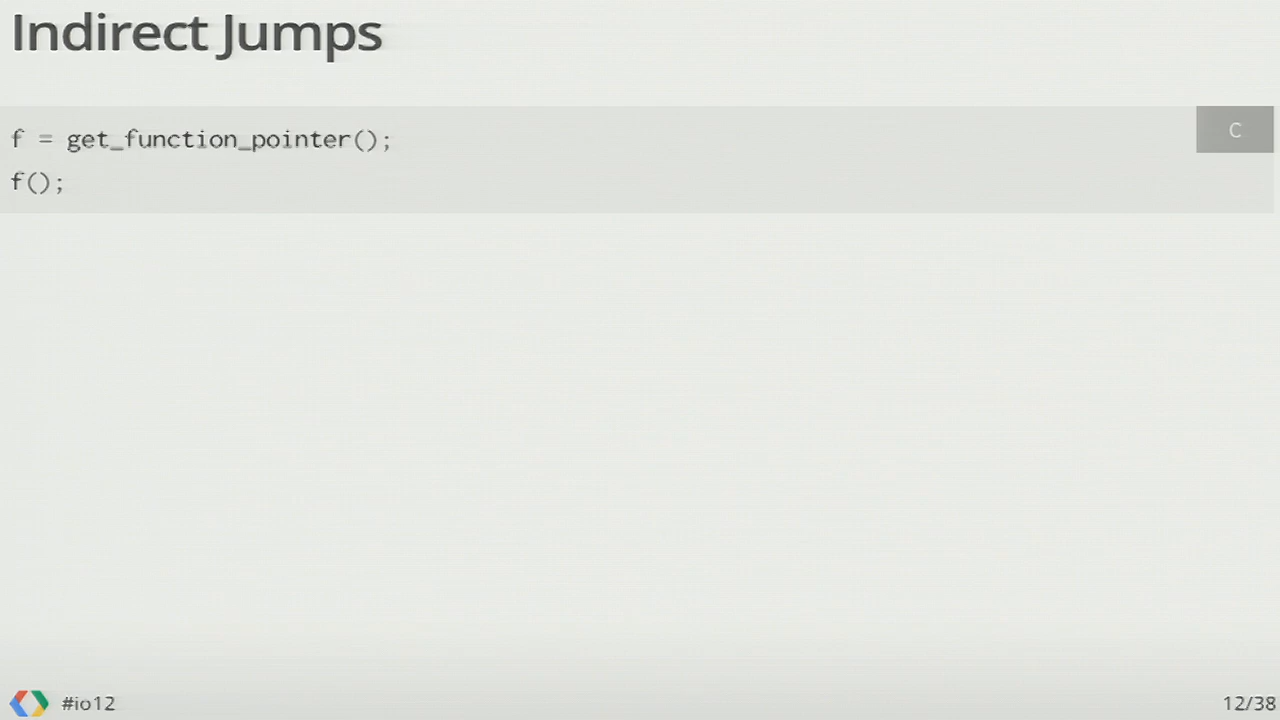 Indirect Jumps
C
f = get_function_pointer();
f();
#io12
12/38